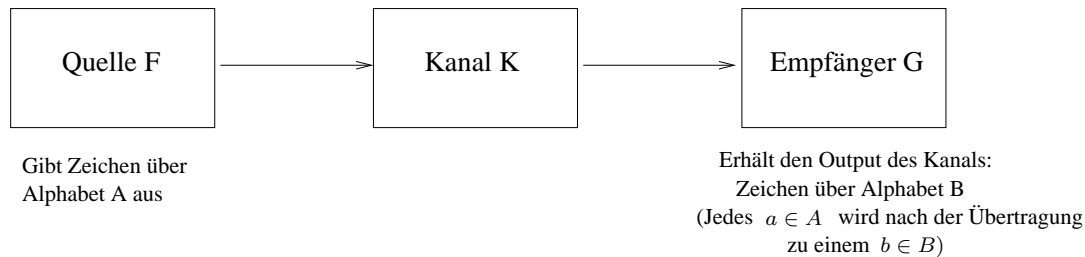 Quelle F
Kanal K
Empfänger G
Gibt Zeichen über
Alphabet A aus
Erhält den Output des Kanals:
Zeichen über Alphabet B
(Jedes a ∈ A wird nach der Übertragung
zu einem b ∈ B)